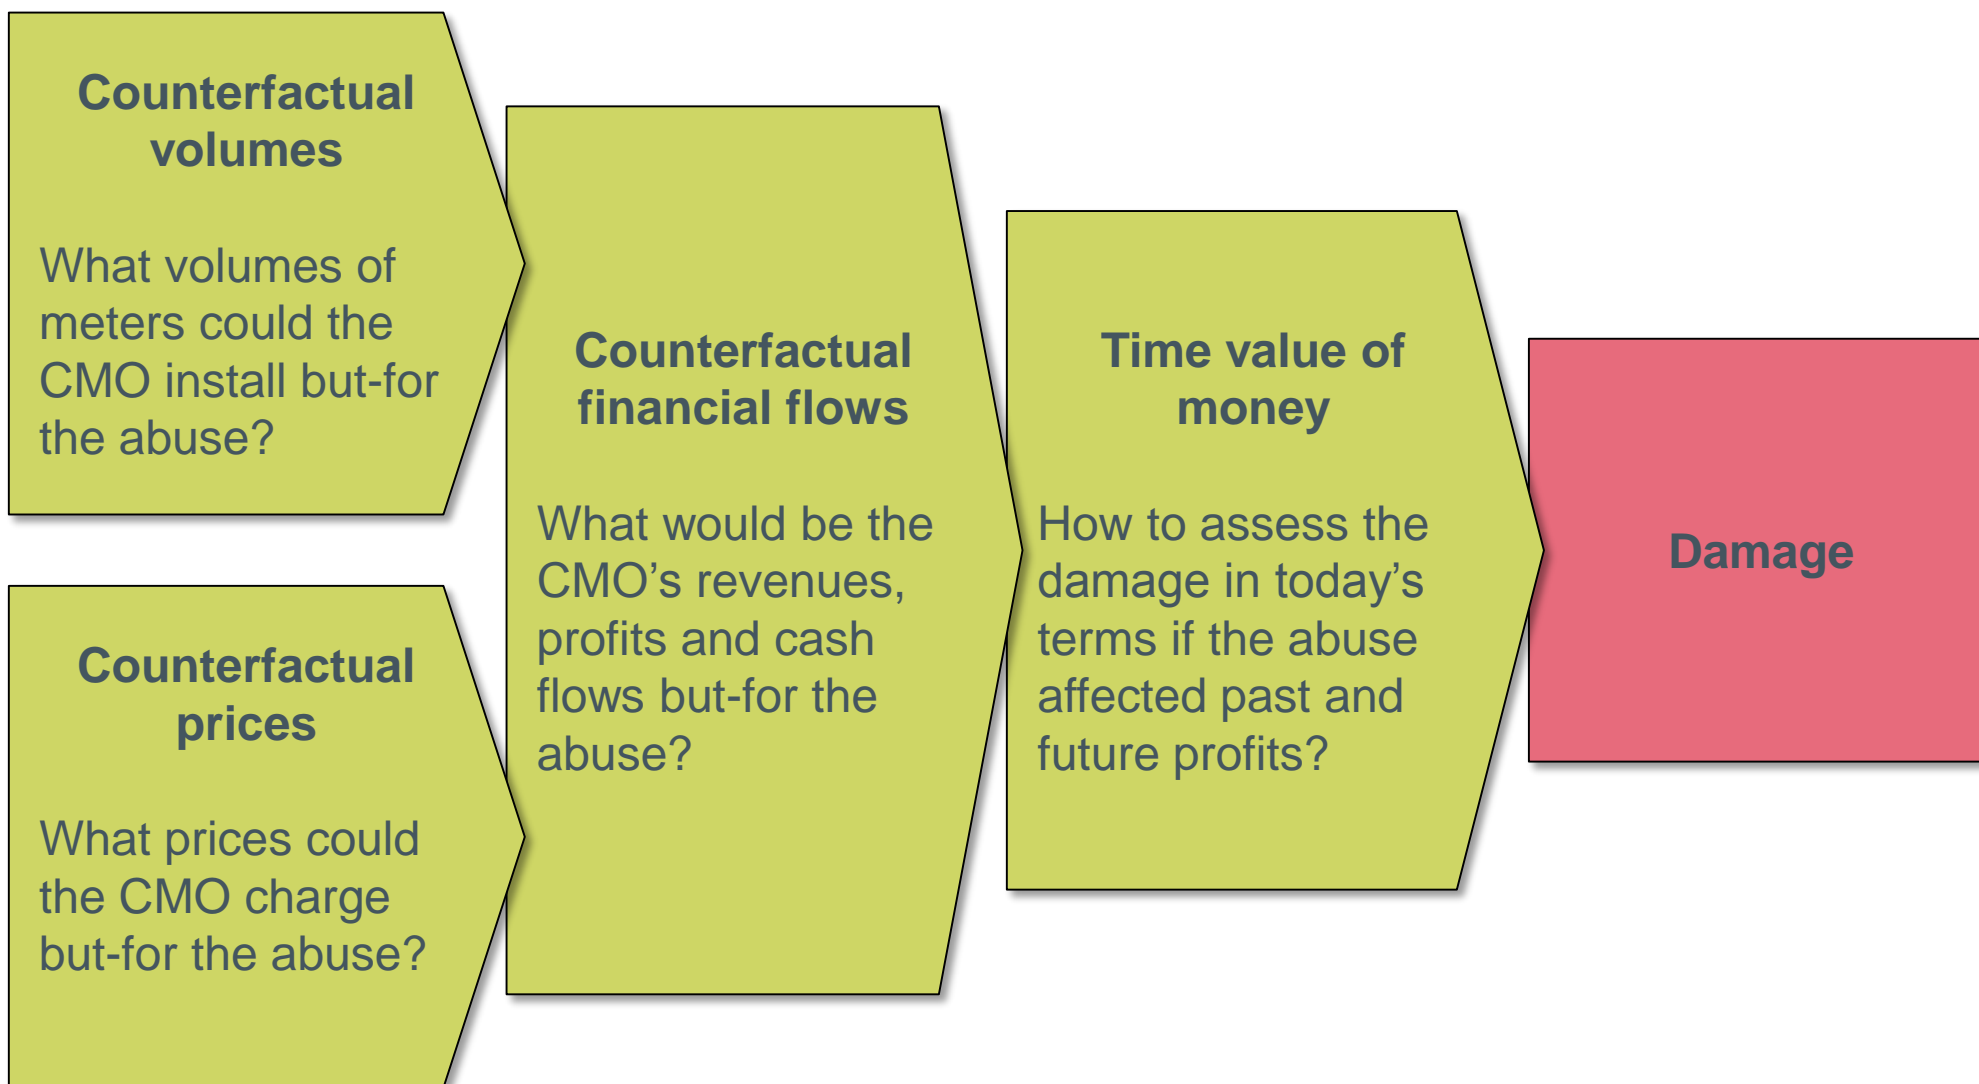 Counterfactual
volumes
What volumes of
meters could the
CMO install but-for
the abuse?
Counterfactual
prices
What prices could
the CMO charge
but-for the abuse?
Counterfactual
financial flows
What would be the
CMO’s revenues,
profits and cash
flows but-for the
abuse?
Time value of
money
How to assess the
damage in today’s
terms if the abuse
affected past and
future profits?
Damage